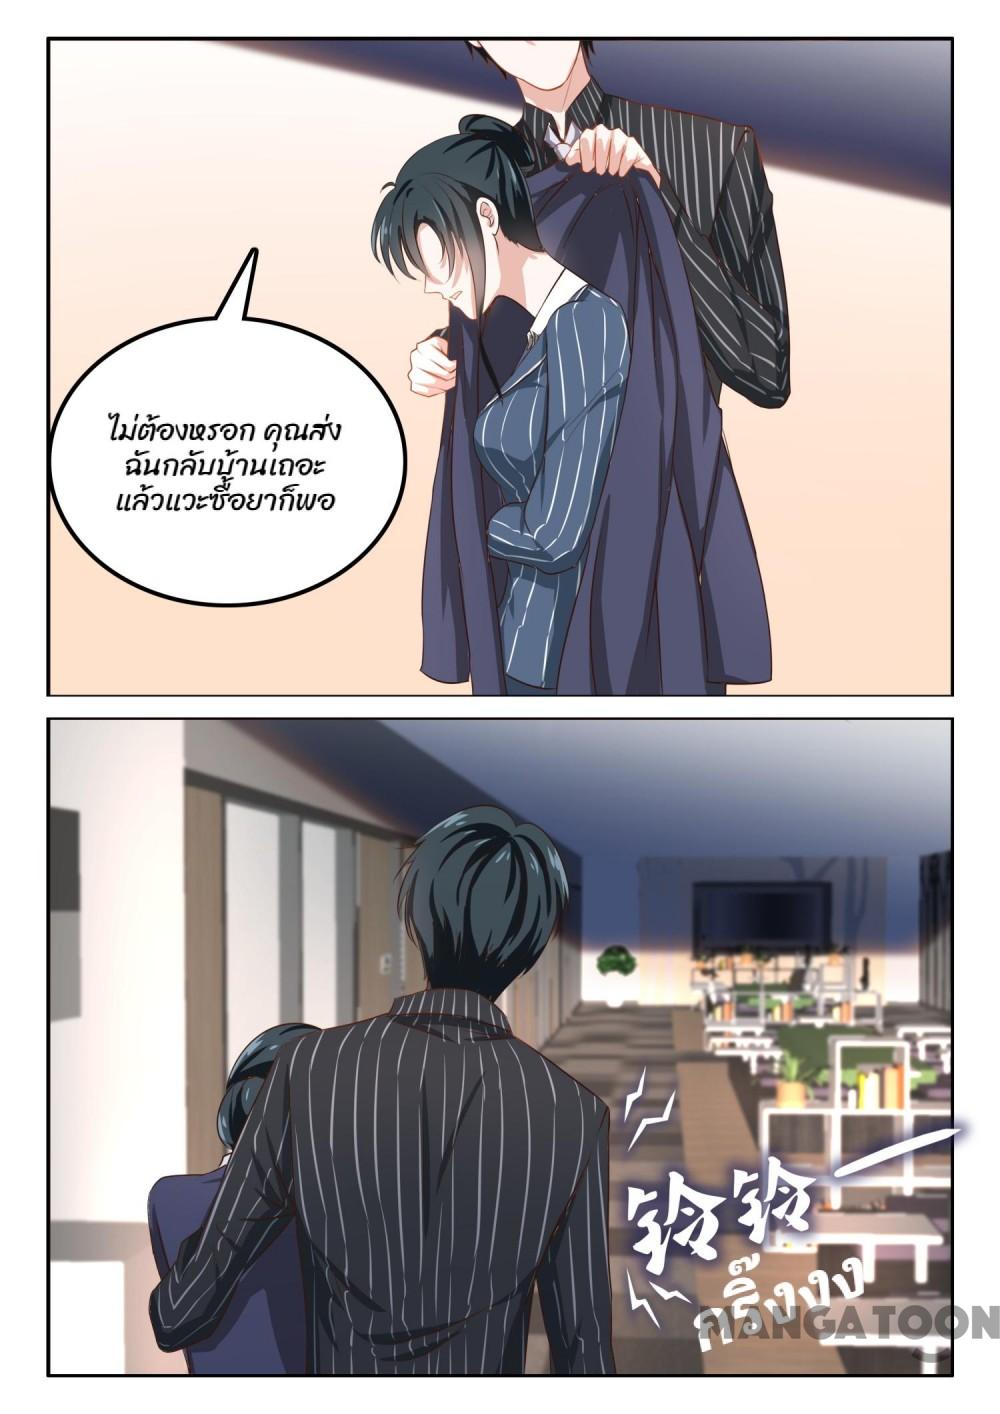 ไม่ต้องหรอก คุณส่ง
ฉันกลับบ้านเถอะ
แล้วแวะซื้อยาก็พอ
铃铃—
กริ๊งงง
MANGATOON